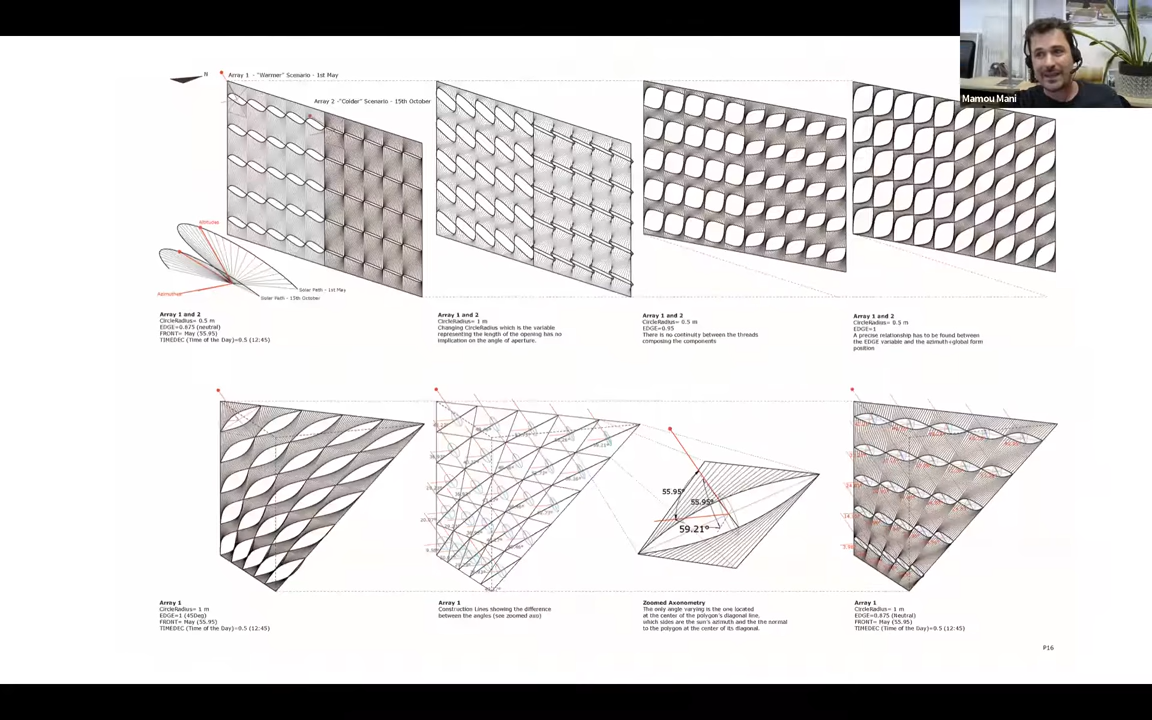 Mamou Mani
N
Array 1 - "Warmer" Scenario - 1st May
Array 2 -"Colder" Scenario - 15th October
Altitudes
Azimuthes
Solar Path - 1st May
Solar Path - 15th October
Array 1 and 2
CircleRadius= 0.5 m
EDGE=0.875 (neutral)
FRONT= May (55.95)
TIMEDEC (Time of the Day)=0.5 (12:45)
Array 1 and 2
CircleRadius= 1 m
Changing CircleRadius which is the variable
representing the length of the opening has no
implication on the angle of aperture.
Array 1 and 2
CircleRadius= 0.5 m
EDGE=0.95
There is no continuity between the threads
composing the components
Array 1 and 2
CircleRadius= 0.5 m
EDGE=1
A precise relationship has to be found between
the EDGE variable and the azimuth+global form
position
55.95°
55.95°
59.21°
Array 1
CircleRadius= 1 m
EDGE=1 (45Deg)
FRONT= May (55.95)
TIMEDEC (Time of the Day)=0.5 (12:45)
Array 1
Construction Lines showing the difference
between the angles (see zoomed axo)
Zoomed Axonometry
The only angle varying is the one located
at the center of the polygon's diagonal line,
which sides are the sun's azimuth and the the normal
to the polygon at the center of its diagonal.
Array 1
CircleRadius= 1 m
EDGE=0.875 (Neutral)
FRONT= May (55.95)
TIMEDEC (Time of the Day)=0.5 (12:45)
P16